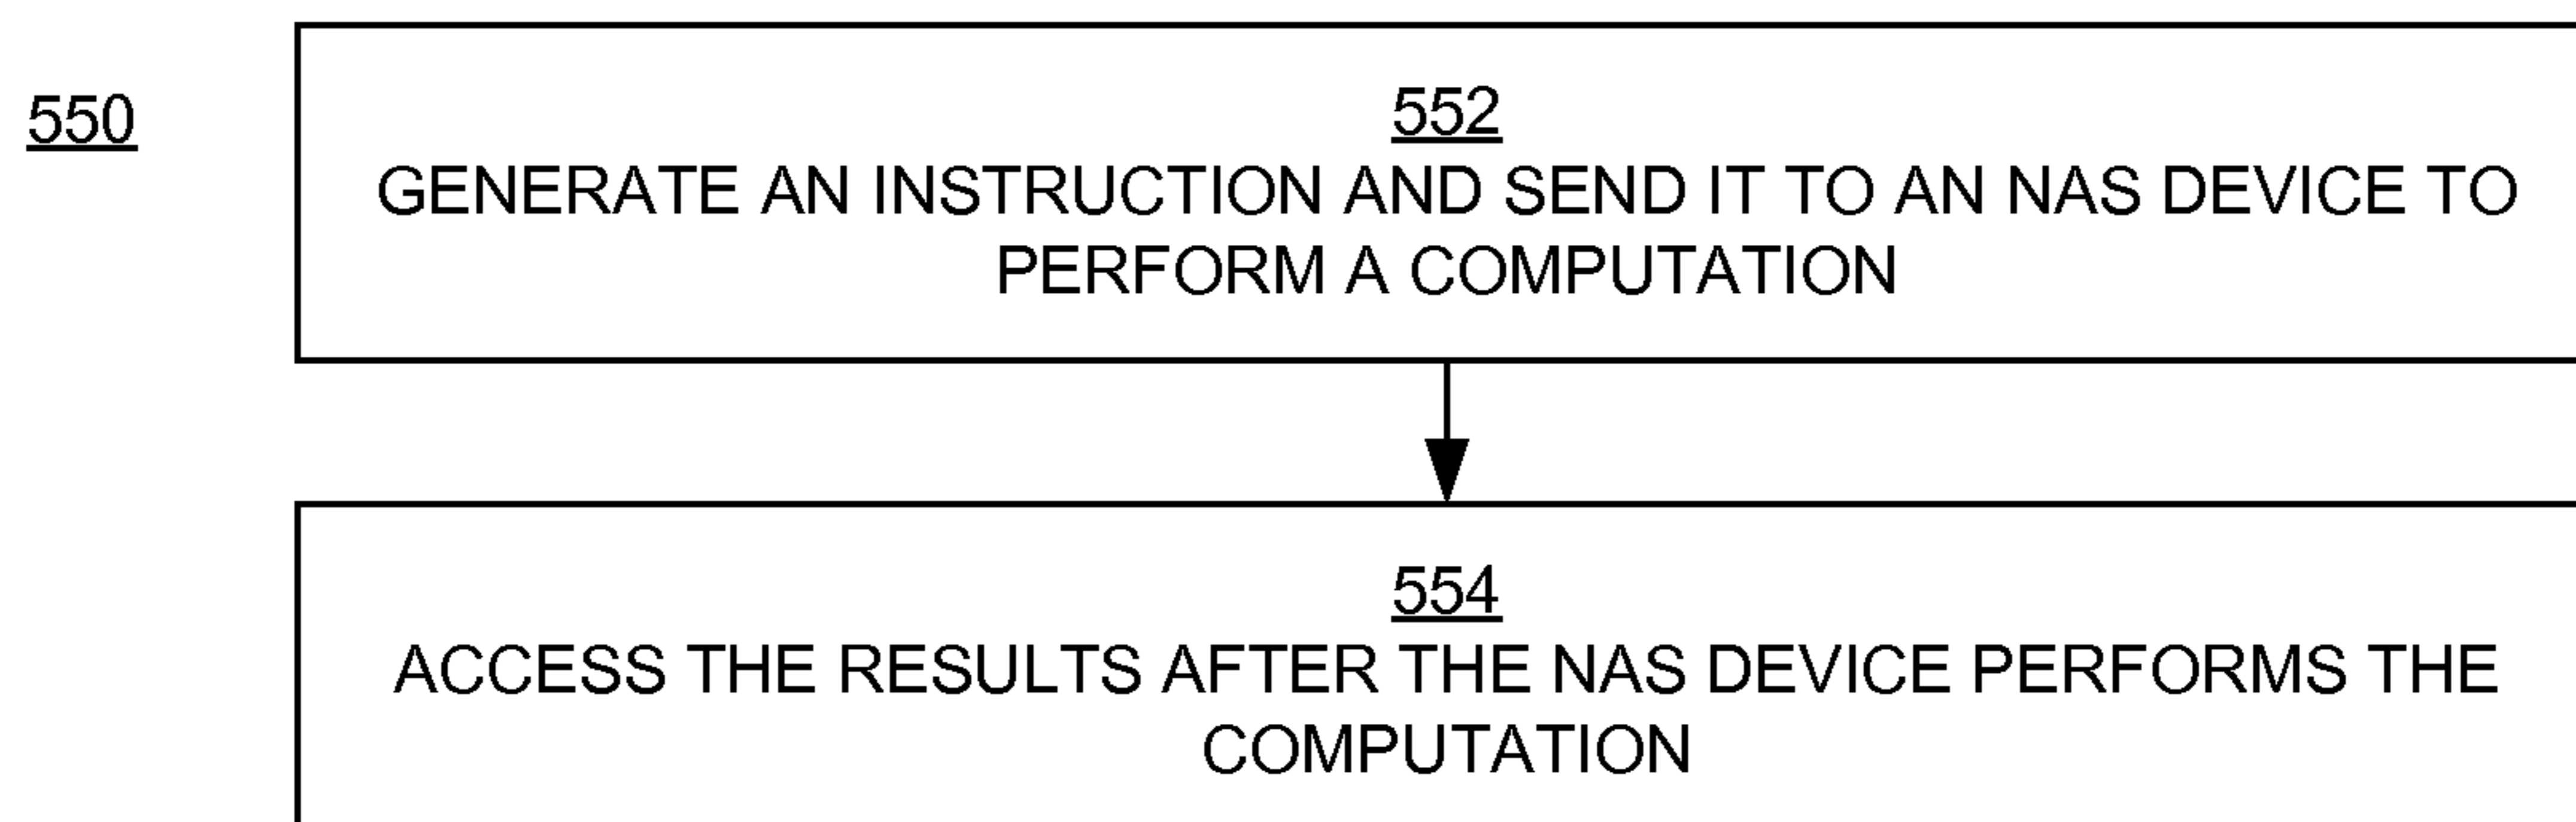 550
552
GENERATE AN INSTRUCTION AND SEND IT TO AN NAS DEVICE TO
PERFORM A COMPUTATION
554
ACCESS THE RESULTS AFTER THE NAS DEVICE PERFORMS THE
COMPUTATION